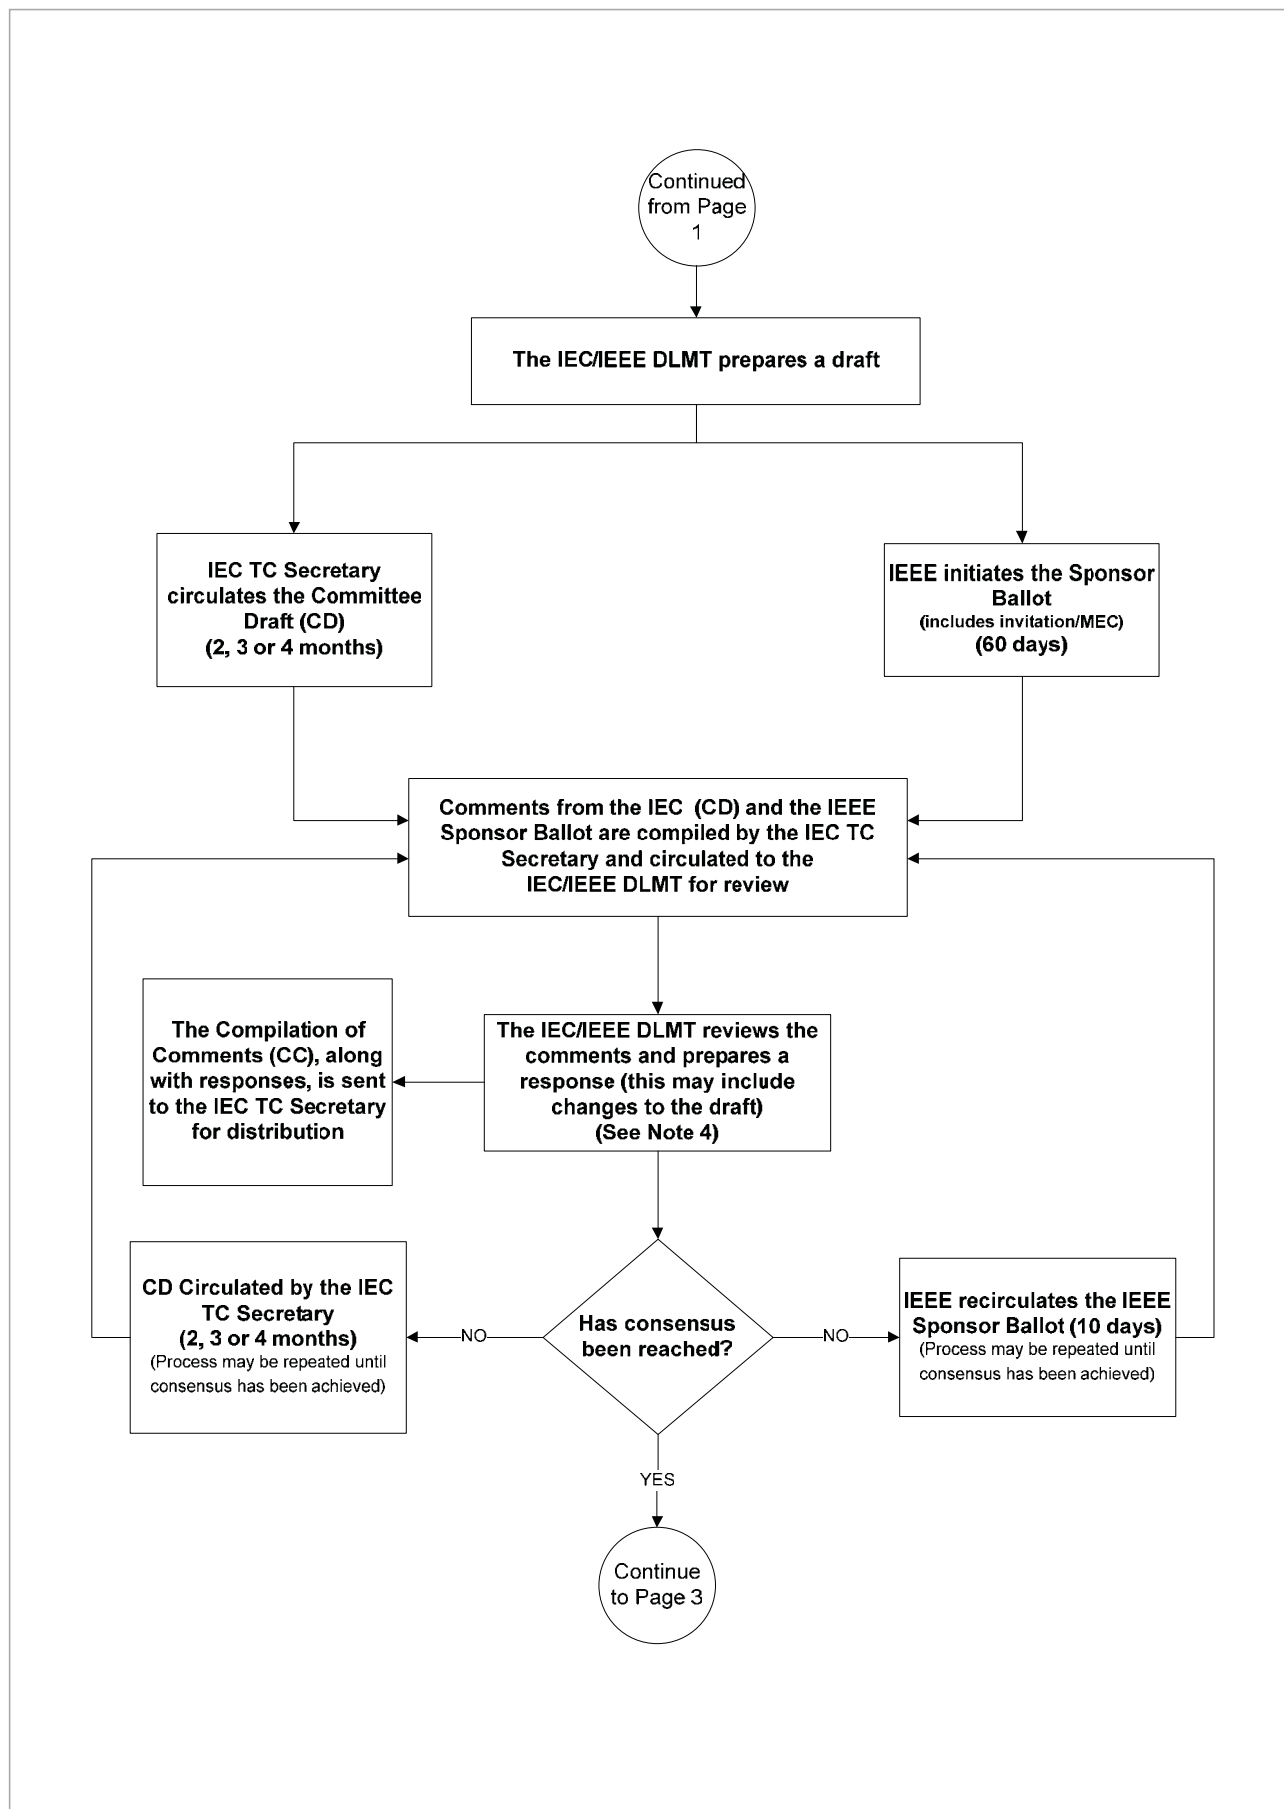 Continued
from Page
1
The IEC/IEEE DLMT prepares a draft
IEC TC Secretary
circulates the Committee
Draft (CD)
(2, 3 or 4 months)
IEEE initiates the Sponsor
Ballot
(includes invitation/MEC)
(60 days)
Comments from the IEC (CD) and the IEEE
Sponsor Ballot are compiled by the IEC TC
Secretary and circulated to the
IEC/IEEE DLMT for review
The Compilation of
Comments (CC), along
with responses, is sent
to the IEC TC Secretary
for distribution
The IEC/IEEE DLMT reviews the
comments and prepares a
response (this may include
changes to the draft)
(See Note 4)
CD Circulated by the IEC
TC Secretary
(2, 3 or 4 months)
(Process may be repeated until
consensus has been achieved)
NO
Has consensus
been reached?
NO
IEEE recirculates the IEEE
Sponsor Ballot (10 days)
(Process may be repeated until
consensus has been achieved)
YES
Continue
to Page 3